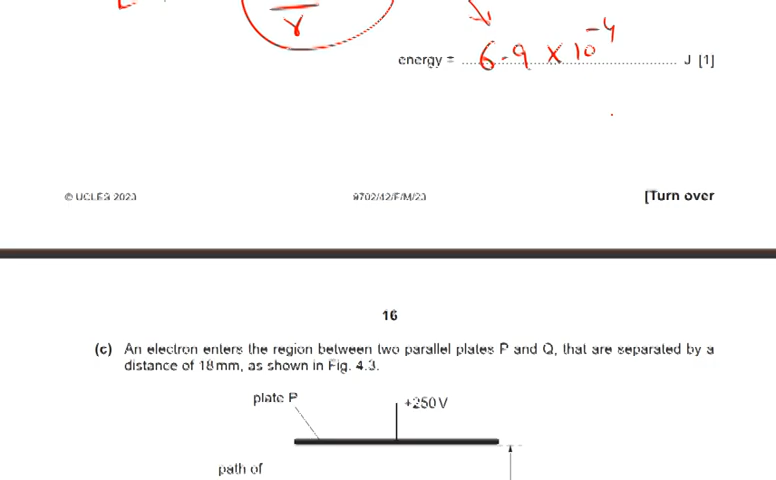 γ
energy = 6.9 × 10⁻⁴ J [1]
© UCLES 2023 9702/42/F/M/23 [Turn over
16
(c) An electron enters the region between two parallel plates P and Q, that are separated by a
distance of 18 mm, as shown in Fig. 4.3.
plate P
+250 V
path of